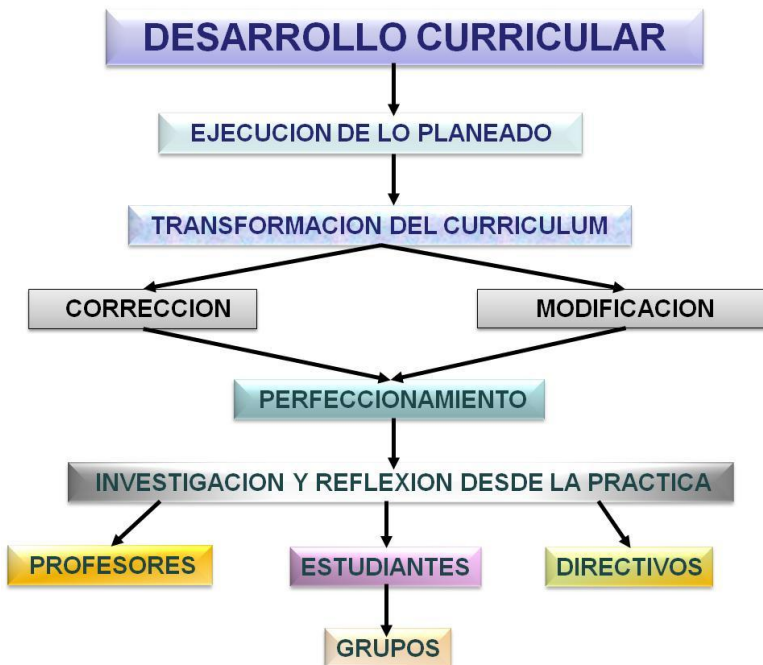 DESARROLLO CURRICULAR
EJECUCION DE LO PLANEADO
TRANSFORMACION DEL CURRICULUM
CORRECCION
MODIFICACION
PERFECCIONAMIENTO
INVESTIGACION Y REFLEXION DESDE LA PRACTICA
PROFESORES
ESTUDIANTES
DIRECTIVOS
GRUPOS